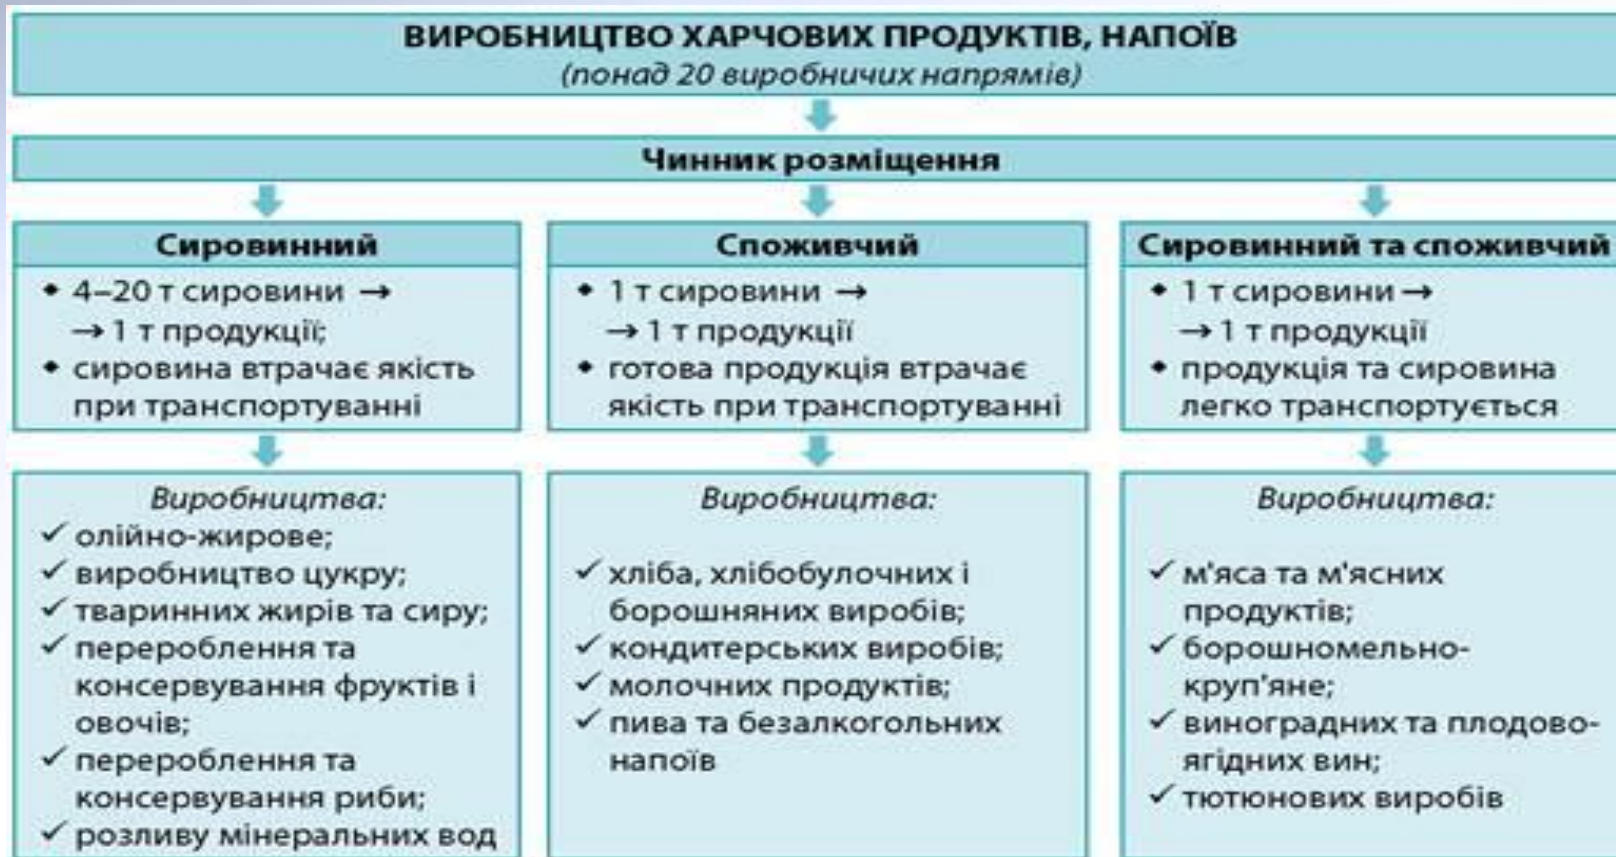 ВИРОБНИЦТВО ХАРЧОВИХ ПРОДУКТІВ, НАПОЇВ
(понад 20 виробничих напрямів)
Чинник розміщення
Сировинний
◆ 4–20 т сировини →
→ 1 т продукції;
◆ сировина втрачає якість
при транспортуванні
Виробництва:
✓ олійно-жирове;
✓ виробництво цукру;
✓ тваринних жирів та сиру;
✓ перероблення та
консервування фруктів і
овочів;
✓ перероблення та
консервування риби;
✓ розливу мінеральних вод
Споживчий
◆ 1 т сировини →
→ 1 т продукції
◆ готова продукція втрачає
якість при транспортуванні
Виробництва:
✓ хліба, хлібобулочних і
борошняних виробів;
✓ кондитерських виробів;
✓ молочних продуктів;
✓ пива та безалкогольних
напоїв
Сировинний та споживчий
◆ 1 т сировини →
→ 1 т продукції
◆ продукція та сировина
легко транспортується
Виробництва:
✓ м'яса та м'ясних
продуктів;
✓ борошномельно-
круп'яне;
✓ виноградних та плодово-
ягідних вин;
✓ тютюнових виробів